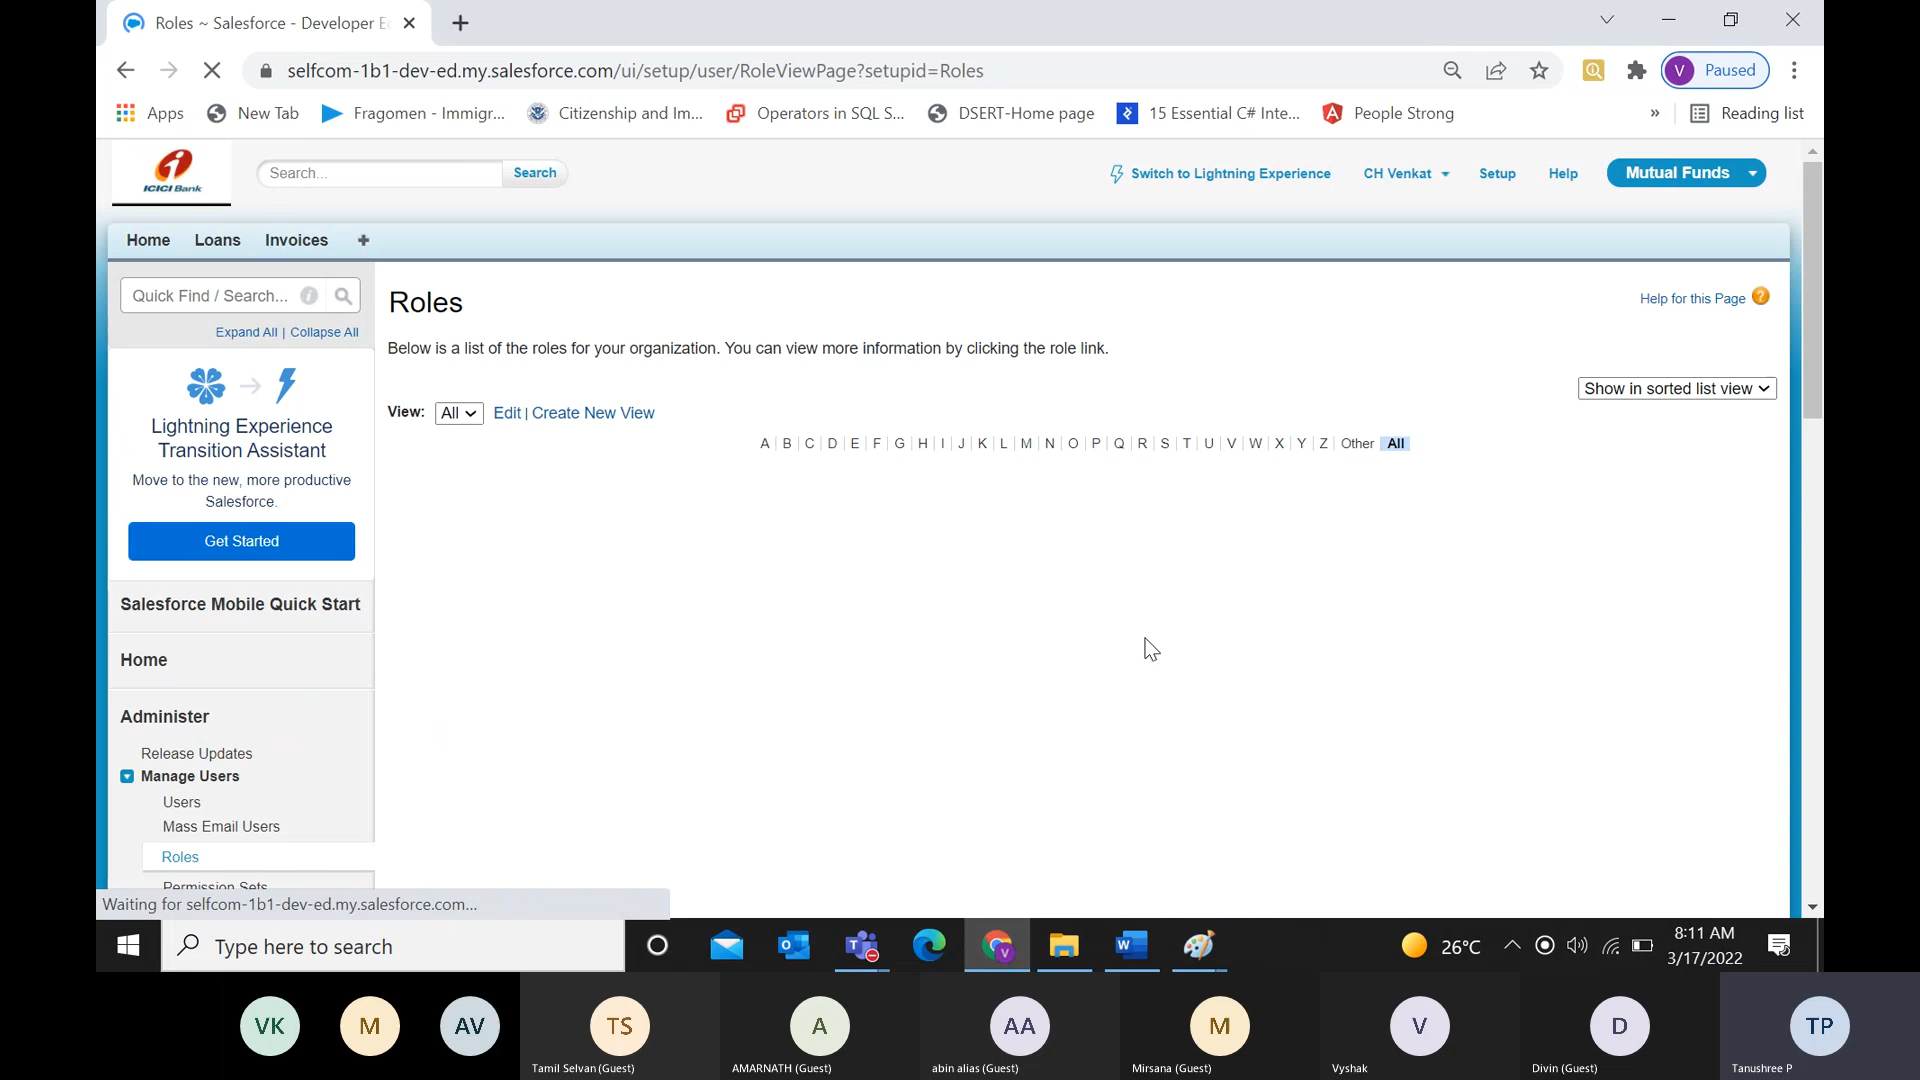 Roles ~ Salesforce - Developer E
selfcom-1b1-dev-ed.my.salesforce.com/ui/setup/user/RoleViewPage?setupid=Roles
V Paused
Apps New Tab Fragomen - Immigr... Citizenship and Im... Operators in SQL S... DSERT-Home page 15 Essential C# Inte... People Strong » Reading list
ICICI Bank
Search... Search
Switch to Lightning Experience CH Venkat Setup Help Mutual Funds
Home Loans Invoices +
Quick Find / Search...
Expand All | Collapse All
Lightning Experience
Transition Assistant
Move to the new, more productive
Salesforce.
Get Started
Salesforce Mobile Quick Start
Home
Administer
Release Updates
Manage Users
Users
Mass Email Users
Roles
Permission Sets
Roles
Help for this Page ?
Below is a list of the roles for your organization. You can view more information by clicking the role link.
Show in sorted list view
View: All Edit | Create New View
A | B | C | D | E | F | G | H | I | J | K | L | M | N | O | P | Q | R | S | T | U | V | W | X | Y | Z | Other All
Waiting for selfcom-1b1-dev-ed.my.salesforce.com...
Type here to search
26°C
8:11 AM
3/17/2022
VK M AV TS A AA M V D TP
Tamil Selvan (Guest) AMARNATH (Guest) abin alias (Guest) Mirsana (Guest) Vyshak Divin (Guest) Tanushree P